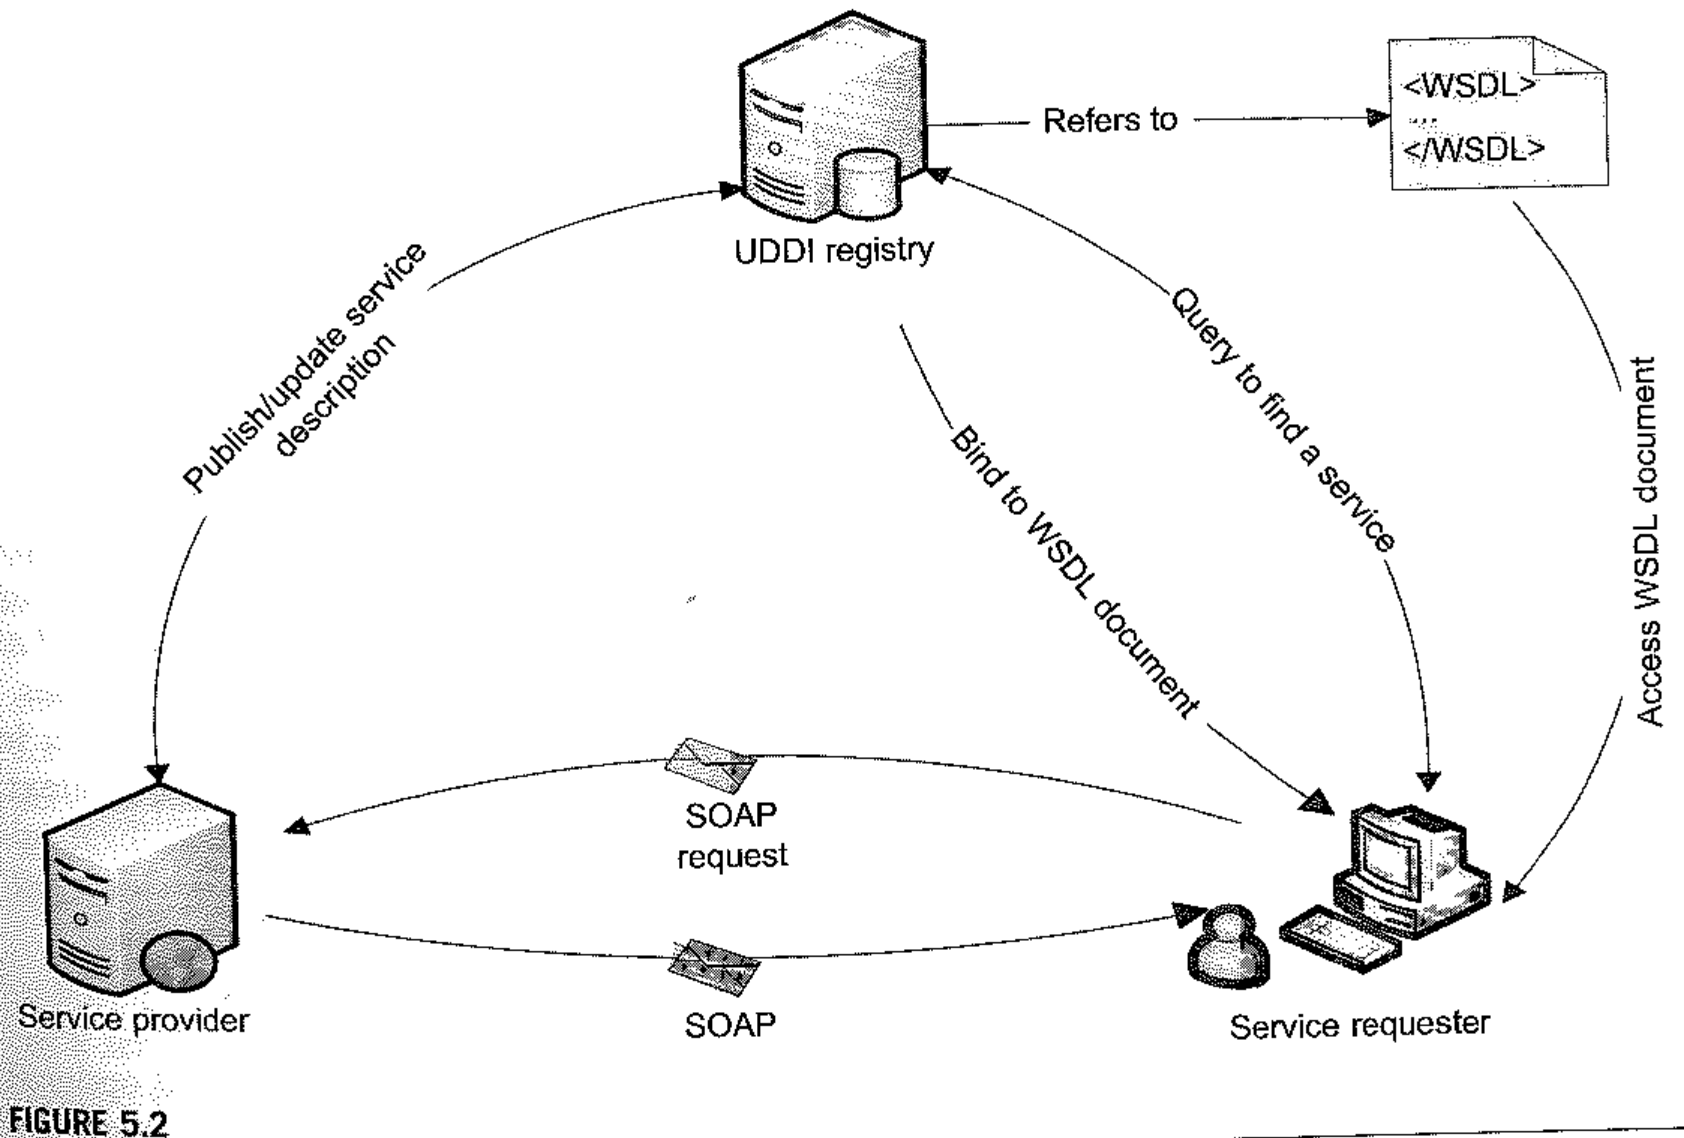 <WSDL>
...
</WSDL>
Refers to
UDDI registry
Publish/update service
description
Query to find a service
Bind to WSDL document
Access WSDL document
SOAP
request
SOAP
Service provider
Service requester
FIGURE 5.2